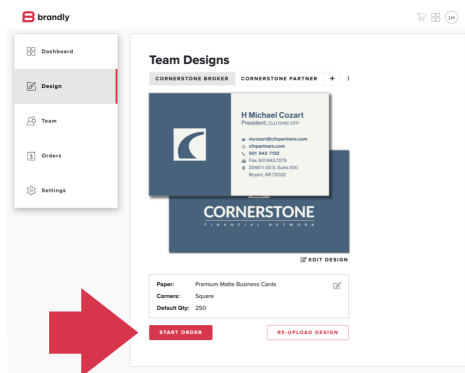 brandly
LH
Dashboard
Design
Team
Orders
Settings
Team Designs
CORNERSTONE BROKER
CORNERSTONE PARTNER
+
H Michael Cozart
President, CLU CHFC CFP
mcozart@cfnpartners.com
cfnpartners.com
501 943 7132
Fax: 501.943.7279
22461 I-30 S, Suite 200
Bryant, AR 72022
CORNERSTONE
FINANCIAL NETWORK
EDIT DESIGN
Paper: Premium Matte Business Cards
Corners: Square
Default Qty: 250
START ORDER
RE-UPLOAD DESIGN